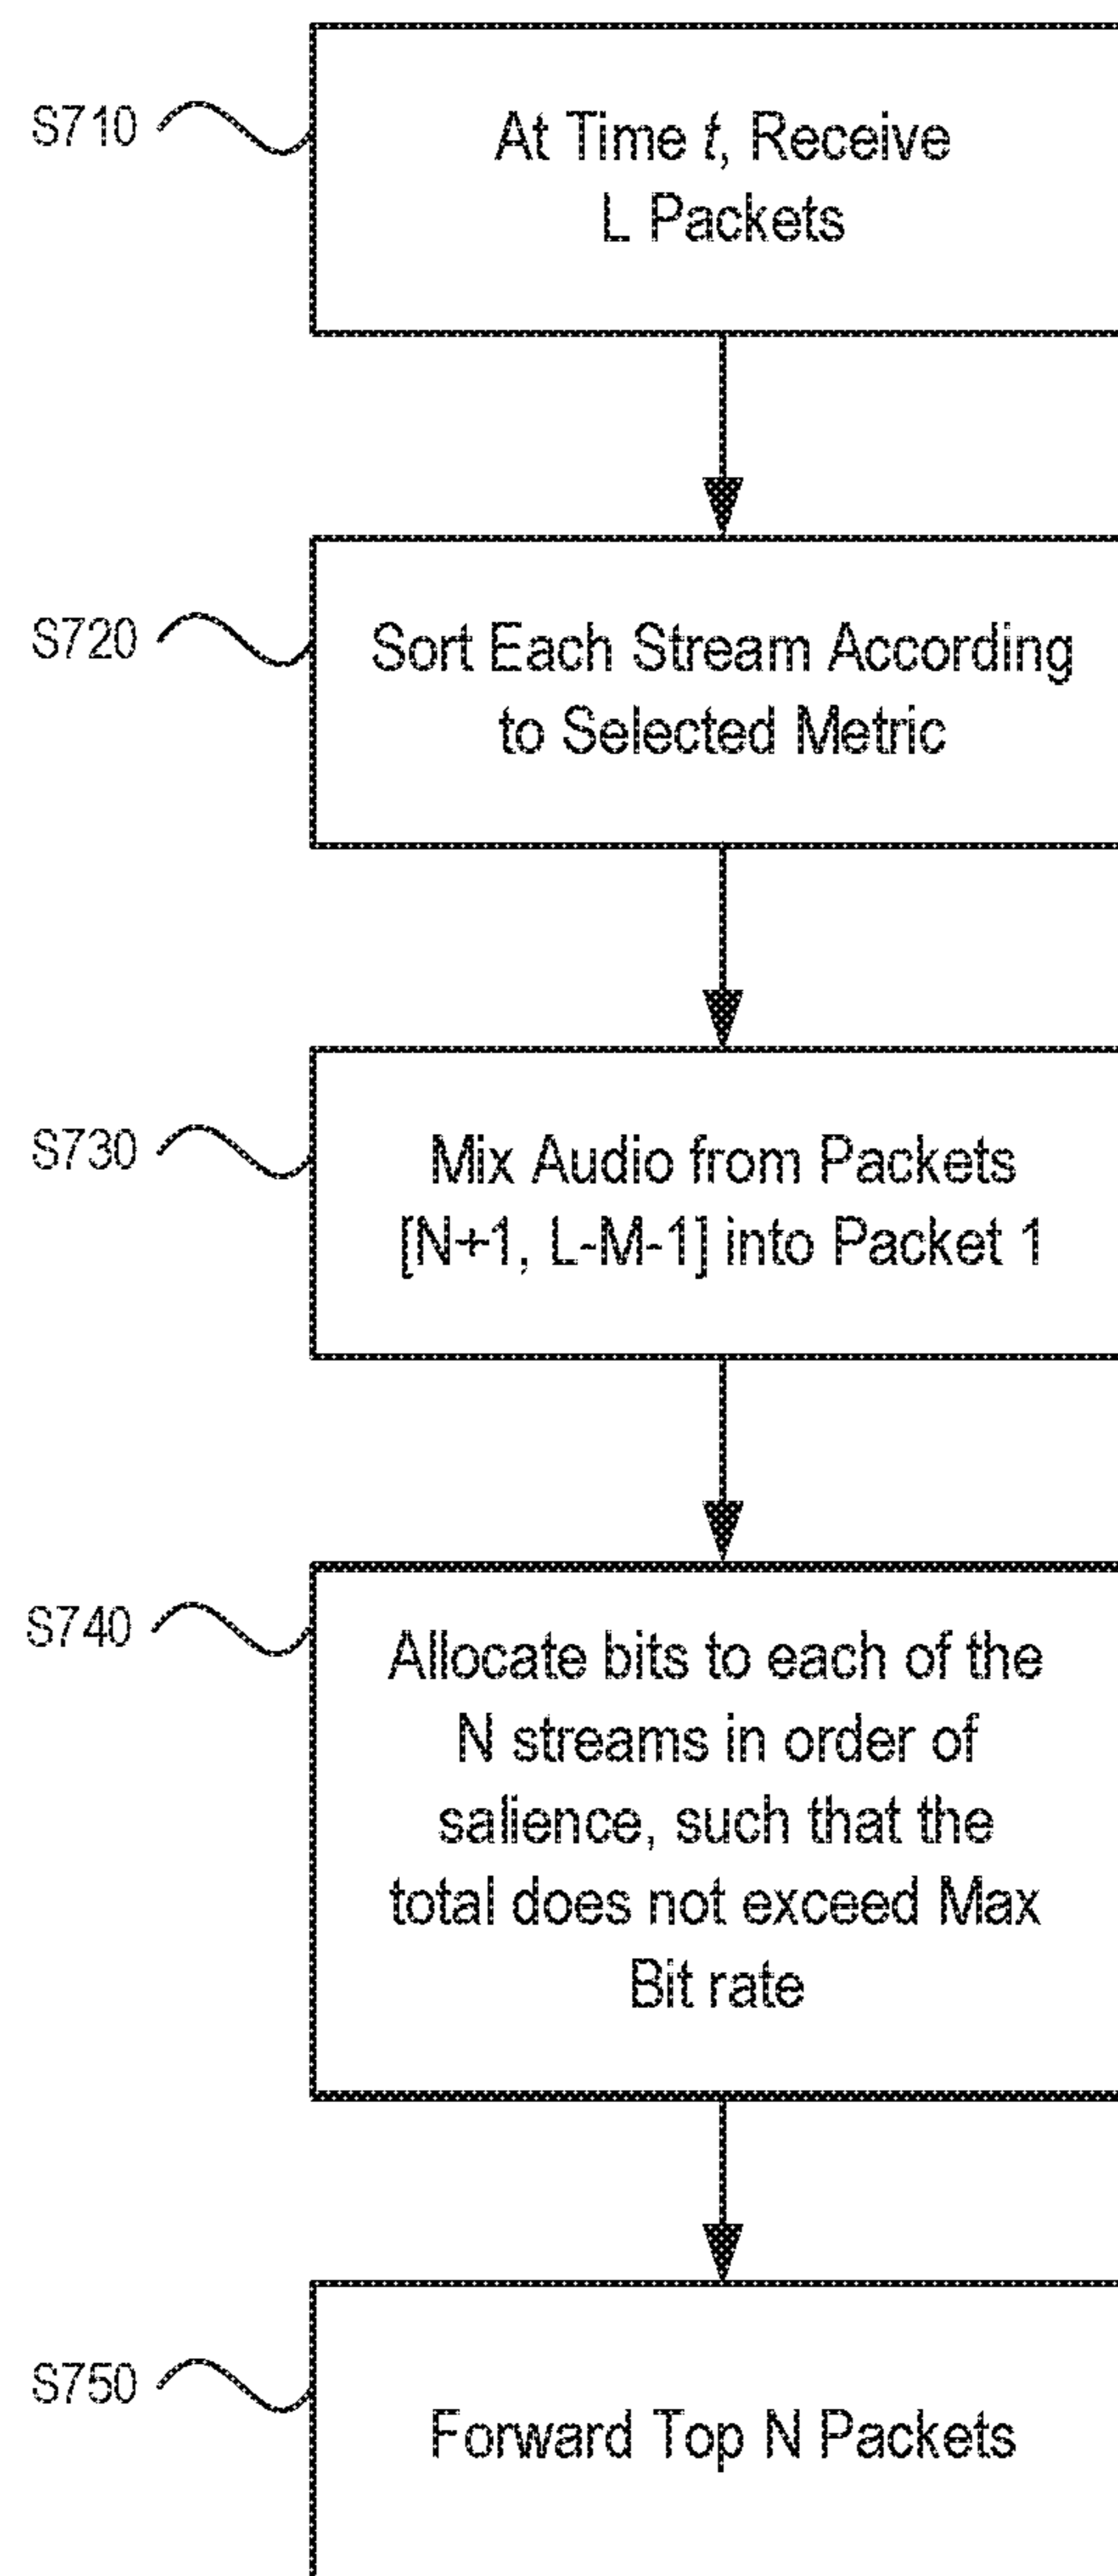 S710
At Time t, Receive
L Packets
S720
Sort Each Stream According
to Selected Metric
S730
Mix Audio from Packets
[N+1, L-M-1] into Packet 1
S740
Allocate bits to each of the
N streams in order of
salience, such that the
total does not exceed Max
Bit rate
S750
Forward Top N Packets